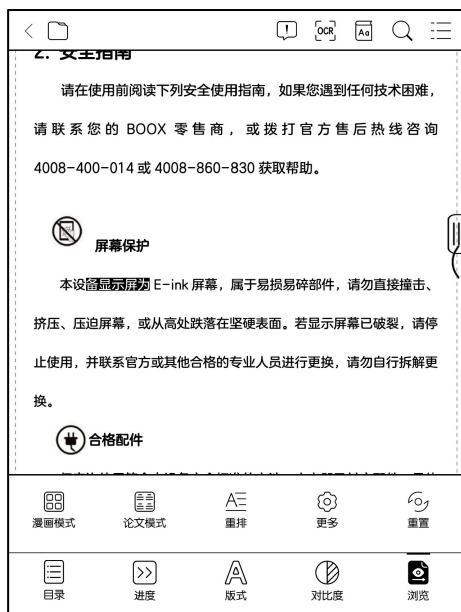 OCR
Aa
2. 安全指南
请在使用前阅读下列安全使用指南，如果您遇到任何技术困难，
请联系您的 BOOX 零售商，或拨打官方售后热线咨询
4008-400-014 或 4008-860-830 获取帮助。
屏幕保护
本设备显示屏为 E-ink 屏幕，属于易损易碎部件，请勿直接撞击、
挤压、压迫屏幕，或从高处跌落在坚硬表面。若显示屏幕已破裂，请停
止使用，并联系官方或其他合格的专业人员进行更换，请勿自行拆解更
换。
合格配件
漫画模式 论文模式 重排 更多 重置
目录 进度 版式 对比度 浏览